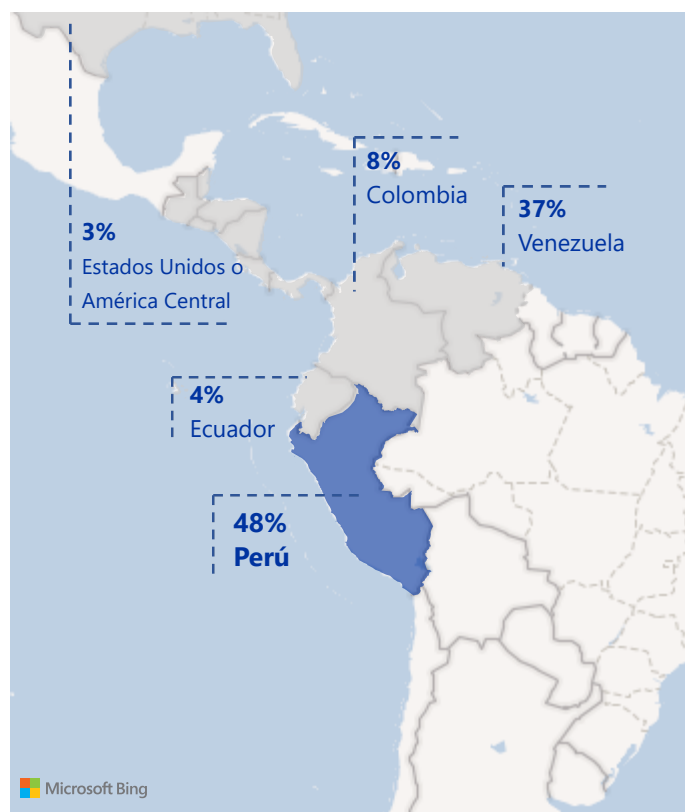 8%
Colombia
37%
Venezuela
3%
Estados Unidos o
América Central
4%
Ecuador
48%
Perú
Microsoft Bing